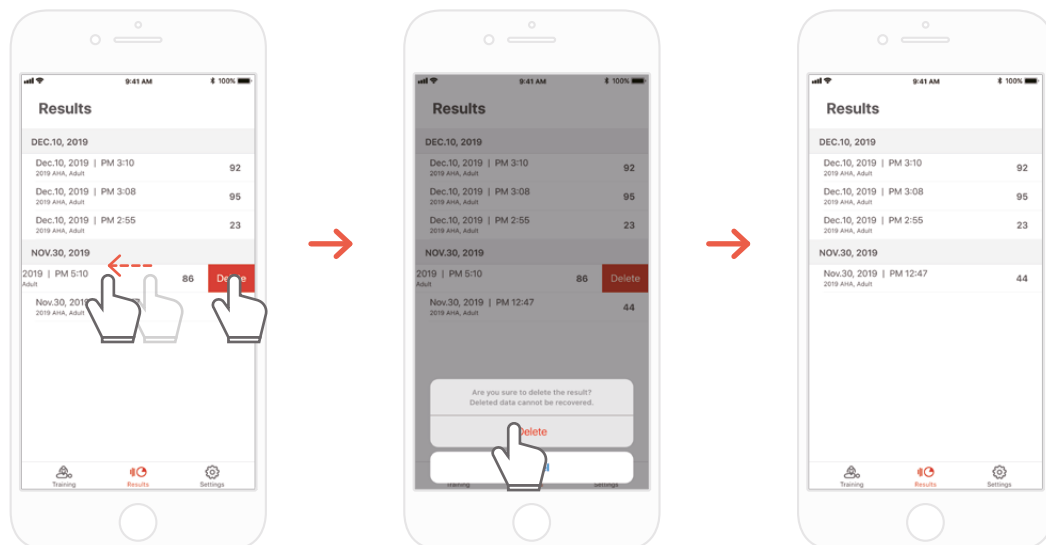 9:41 AM
100%
Results
DEC.10, 2019
Dec.10, 2019 | PM 3:10
92
2019 AHA, Adult
Dec.10, 2019 | PM 3:08
95
2019 AHA, Adult
Dec.10, 2019 | PM 2:55
23
2019 AHA, Adult
NOV.30, 2019
2019 | PM 5:10
86
Adult
Nov.30, 2019
2019 AHA, Adult
Training
Results
Settings
9:41 AM
100%
Results
DEC.10, 2019
Dec.10, 2019 | PM 3:10
92
2019 AHA, Adult
Dec.10, 2019 | PM 3:08
95
2019 AHA, Adult
Dec.10, 2019 | PM 2:55
23
2019 AHA, Adult
NOV.30, 2019
2019 | PM 5:10
86
Delete
Adult
Nov.30, 2019 | PM 12:47
44
2019 AHA, Adult
Are you sure to delete the result?
Deleted data cannot be recovered.
Delete
Training
Settings
9:41 AM
100%
Results
DEC.10, 2019
Dec.10, 2019 | PM 3:10
92
2019 AHA, Adult
Dec.10, 2019 | PM 3:08
95
2019 AHA, Adult
Dec.10, 2019 | PM 2:55
23
2019 AHA, Adult
NOV.30, 2019
Nov.30, 2019 | PM 12:47
44
2019 AHA, Adult
Training
Results
Settings